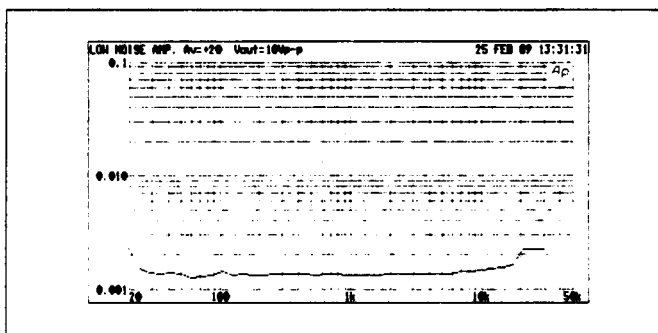 LOW NOISE AMP. Av=+20 Vout=10Vp-p 25 FEB 89 13:31:31
0.1
Ap
0.010
0.001
20 100 1k 10k 50k